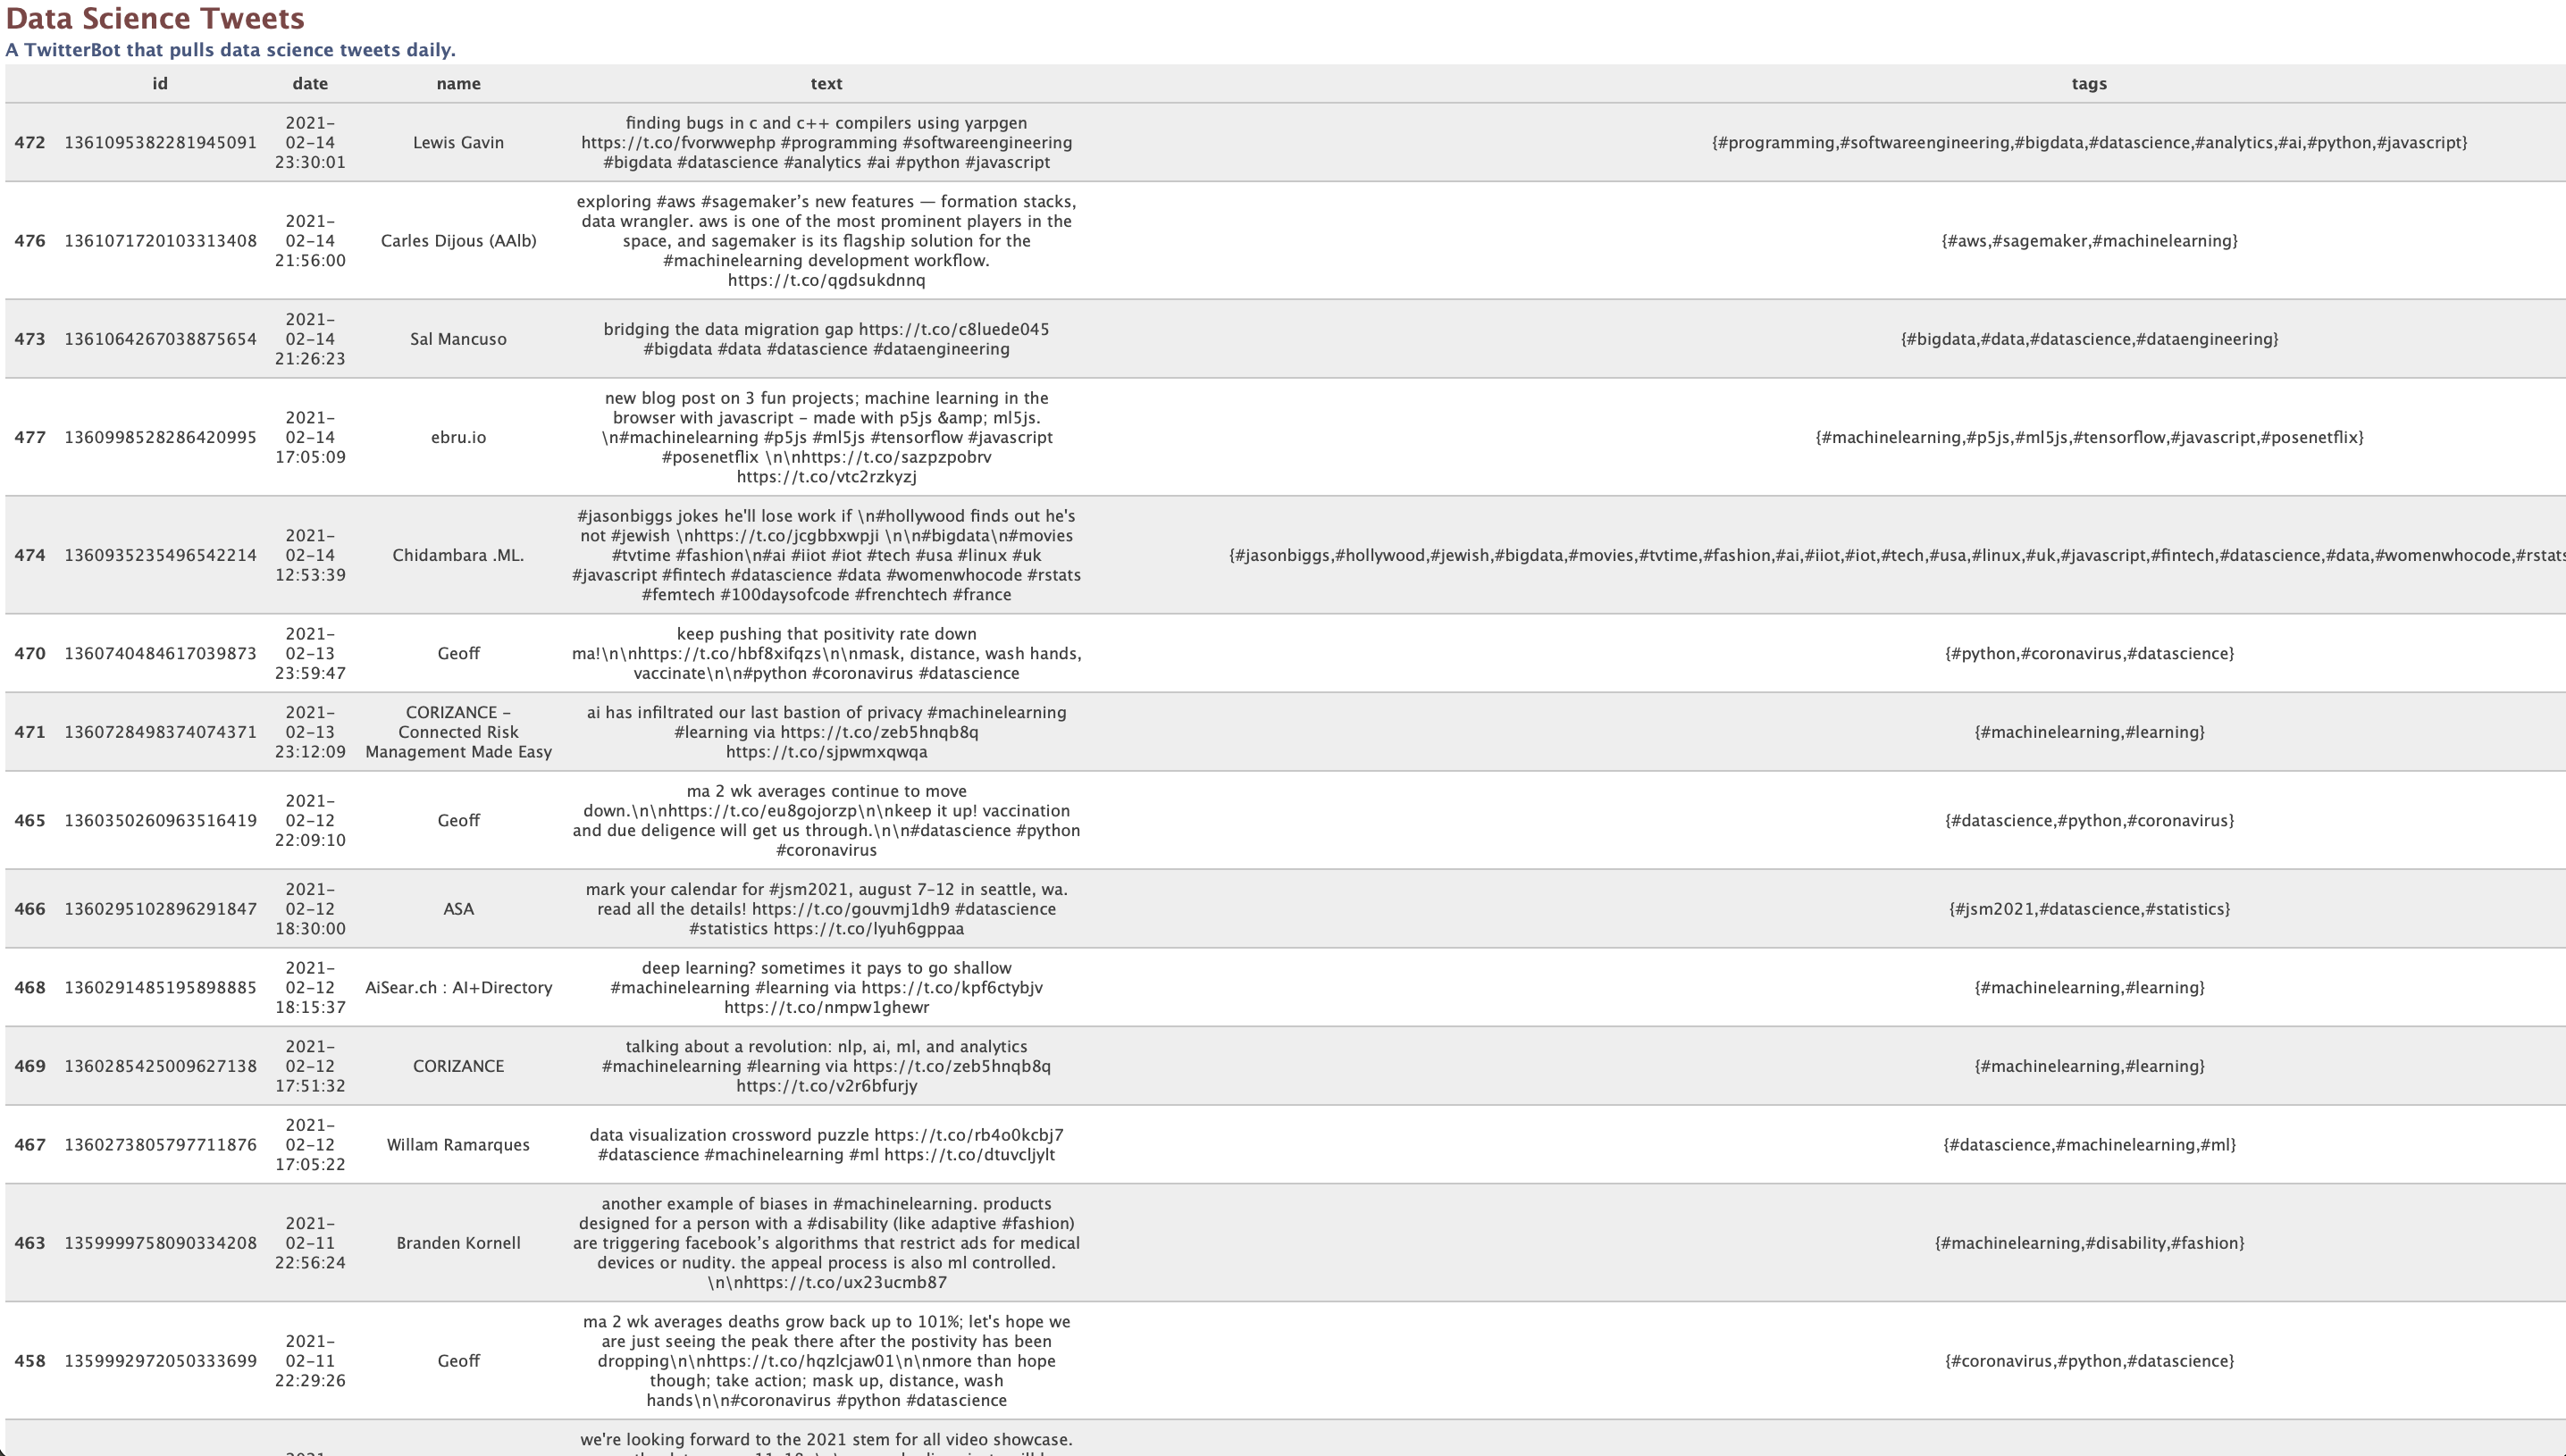 Data Science Tweets
A TwitterBot that pulls data science tweets daily.
id date name text tags
472 1361095382281945091 2021-02-14 23:30:01 Lewis Gavin
finding bugs in c and c++ compilers using yarpgen
https://t.co/fvorwwephp #programming #softwareengineering
#bigdata #datascience #analytics #ai #python #javascript
{#programming,#softwareengineering,#bigdata,#datascience,#analytics,#ai,#python,#javascript}
476 1361071720103313408 2021-02-14 21:56:00 Carles Dijous (AAlb)
exploring #aws #sagemaker’s new features — formation stacks,
data wrangler. aws is one of the most prominent players in the
space, and sagemaker is its flagship solution for the
#machinelearning development workflow.
https://t.co/qgdsukdnnq
{#aws,#sagemaker,#machinelearning}
473 1361064267038875654 2021-02-14 21:26:23 Sal Mancuso
bridging the data migration gap https://t.co/c8luede045
#bigdata #data #datascience #dataengineering
{#bigdata,#data,#datascience,#dataengineering}
477 1360998528286420995 2021-02-14 17:05:09 ebru.io
new blog post on 3 fun projects; machine learning in the
browser with javascript - made with p5js &amp; ml5js.
\n#machinelearning #p5js #ml5js #tensorflow #javascript
#posenetflix \n\nhttps://t.co/sazpzpobrv
https://t.co/vtc2rzkyzj
{#machinelearning,#p5js,#ml5js,#tensorflow,#javascript,#posenetflix}
474 1360935235496542214 2021-02-14 12:53:39 Chidambara .ML.
#jasonbiggs jokes he'll lose work if \n#hollywood finds out he's
not #jewish \nhttps://t.co/jcgbbxwpji \n\n#bigdata\n#movies
#tvtime #fashion\n#ai #iiot #iot #tech #usa #linux #uk
#javascript #fintech #datascience #data #womenwhocode #rstats
#femtech #100daysofcode #frenchtech #france
{#jasonbiggs,#hollywood,#jewish,#bigdata,#movies,#tvtime,#fashion,#ai,#iiot,#iot,#tech,#usa,#linux,#uk,#javascript,#fintech,#datascience,#data,#womenwhocode,#rstats
470 1360740484617039873 2021-02-13 23:59:47 Geoff
keep pushing that positivity rate down
ma!\n\nhttps://t.co/hbf8xifqzs\n\nmask, distance, wash hands,
vaccinate\n\n#python #coronavirus #datascience
{#python,#coronavirus,#datascience}
471 1360728498374074371 2021-02-13 23:12:09 CORIZANCE - Connected Risk Management Made Easy
ai has infiltrated our last bastion of privacy #machinelearning
#learning via https://t.co/zeb5hnqb8q
https://t.co/sjpwmxqwqa
{#machinelearning,#learning}
465 1360350260963516419 2021-02-12 22:09:10 Geoff
ma 2 wk averages continue to move
down.\n\nhttps://t.co/eu8gojorzp\n\nkeep it up! vaccination
and due deligence will get us through.\n\n#datascience #python
#coronavirus
{#datascience,#python,#coronavirus}
466 1360295102896291847 2021-02-12 18:30:00 ASA
mark your calendar for #jsm2021, august 7-12 in seattle, wa.
read all the details! https://t.co/gouvmj1dh9 #datascience
#statistics https://t.co/lyuh6gppaa
{#jsm2021,#datascience,#statistics}
468 1360291485195898885 2021-02-12 18:15:37 AiSear.ch : AI+Directory
deep learning? sometimes it pays to go shallow
#machinelearning #learning via https://t.co/kpf6ctybjv
https://t.co/nmpw1ghewr
{#machinelearning,#learning}
469 1360285425009627138 2021-02-12 17:51:32 CORIZANCE
talking about a revolution: nlp, ai, ml, and analytics
#machinelearning #learning via https://t.co/zeb5hnqb8q
https://t.co/v2r6bfurjy
{#machinelearning,#learning}
467 1360273805797711876 2021-02-12 17:05:22 Willam Ramarques
data visualization crossword puzzle https://t.co/rb4o0kcbj7
#datascience #machinelearning #ml https://t.co/dtuvcljylt
{#datascience,#machinelearning,#ml}
463 1359999758090334208 2021-02-11 22:56:24 Branden Kornell
another example of biases in #machinelearning. products
designed for a person with a #disability (like adaptive #fashion)
are triggering facebook’s algorithms that restrict ads for medical
devices or nudity. the appeal process is also ml controlled.
\n\nhttps://t.co/ux23ucmb87
{#machinelearning,#disability,#fashion}
458 1359992972050333699 2021-02-11 22:29:26 Geoff
ma 2 wk averages deaths grow back up to 101%; let's hope we
are just seeing the peak there after the postivity has been
dropping\n\nhttps://t.co/hqzlcjaw01\n\nmore than hope
though; take action; mask up, distance, wash
hands\n\n#coronavirus #python #datascience
{#coronavirus,#python,#datascience}
we're looking forward to the 2021 stem for all video showcase.